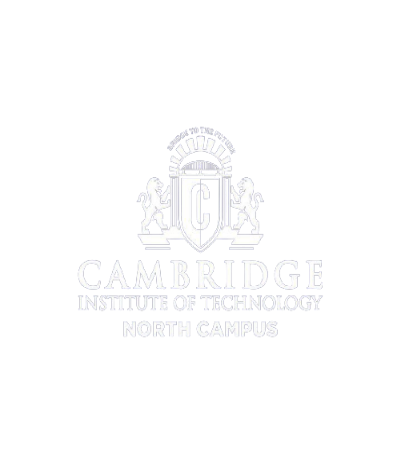 BRIDGE TO THE FUTURE
C
CAMBRIDGE
INSTITUTE OF TECHNOLOGY
NORTH CAMPUS